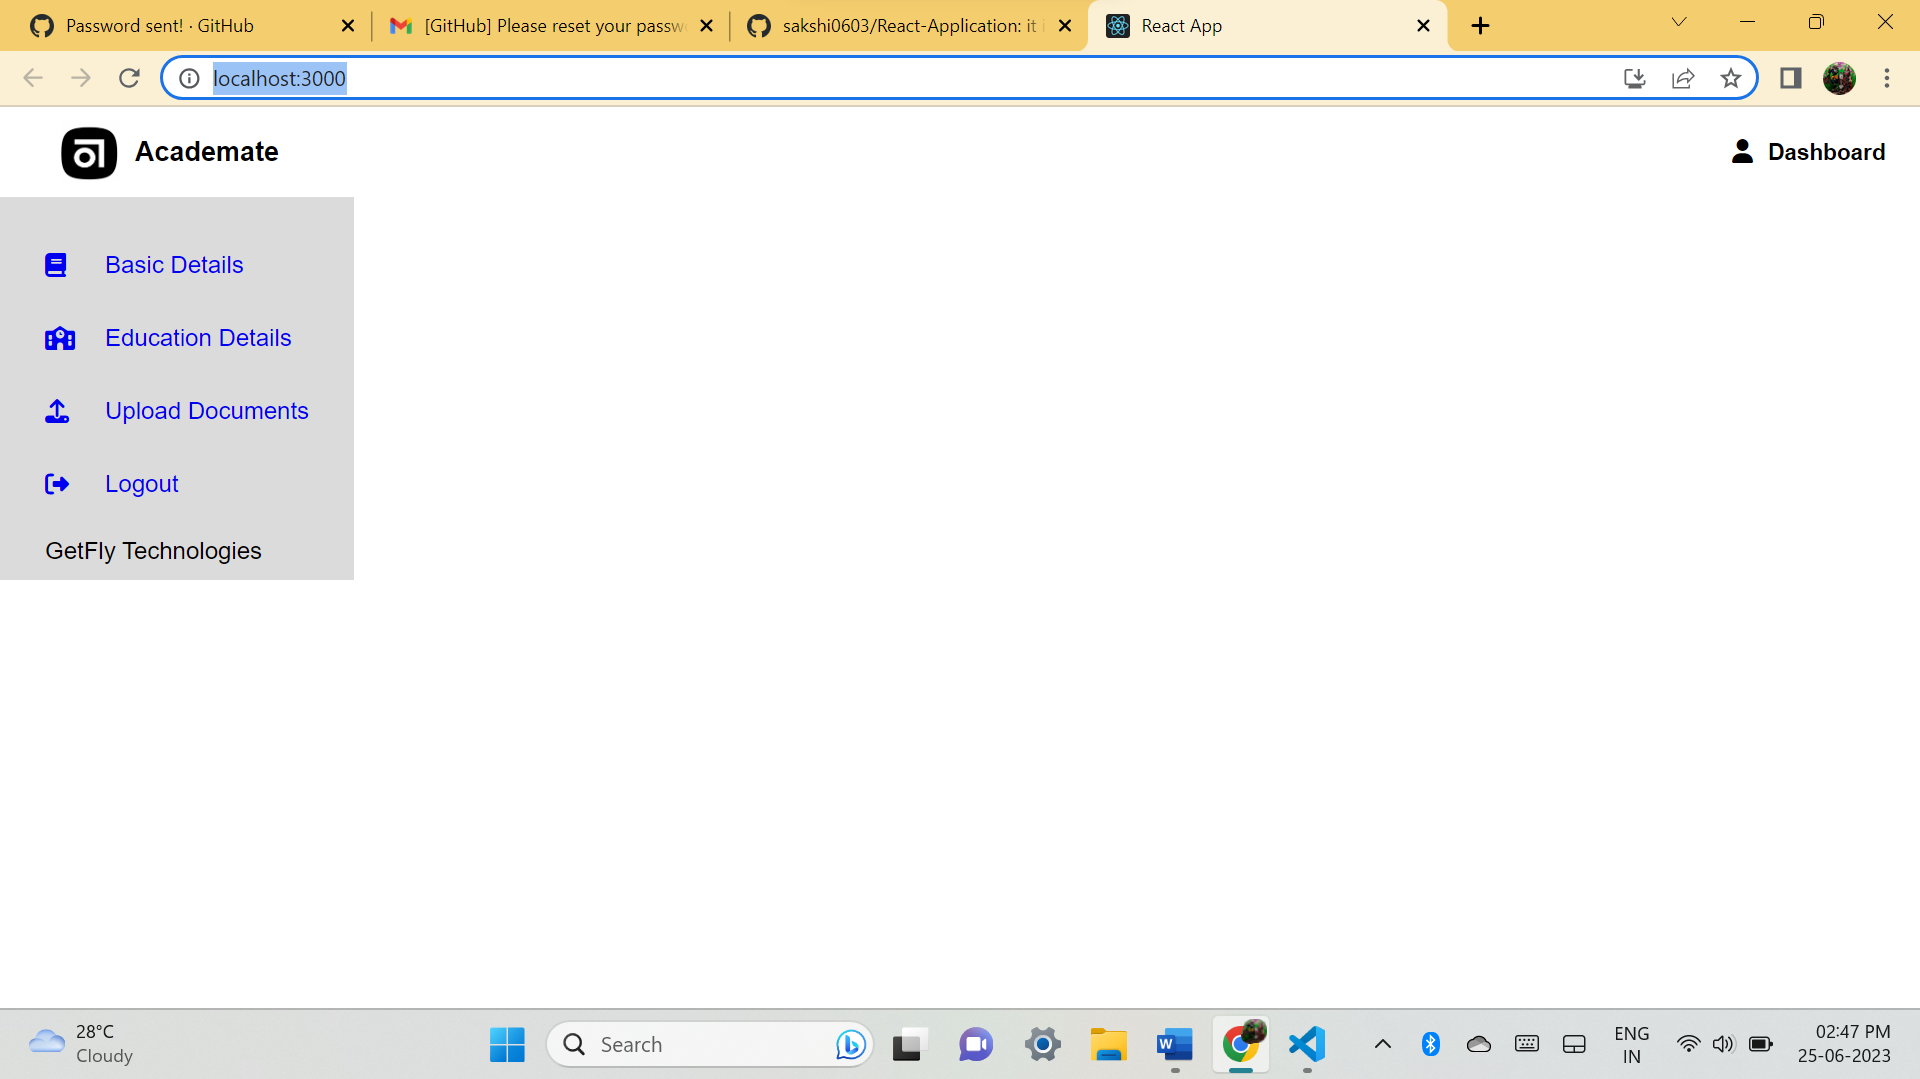 Password sent! · GitHub
[GitHub] Please reset your passw
sakshi0603/React-Application: it i
React App
localhost:3000
Academate
Dashboard
Basic Details
Education Details
Upload Documents
Logout
GetFly Technologies
28°C
Cloudy
Search
ENG
IN
02:47 PM
25-06-2023